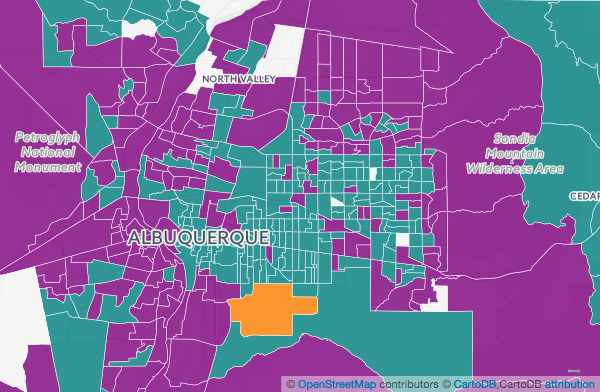 NORTH VALLEY
Petroglyph
National
Monument
Sandia
Mountain
Wilderness Area
CEDAR
ALBUQUERQUE
© OpenStreetMap contributors © CartoDB,CartoDB attribution